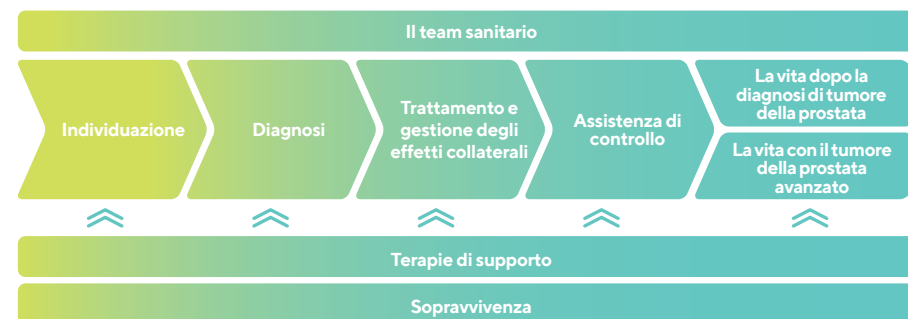 Il team sanitario
Individuazione
Diagnosi
Trattamento e
gestione degli
effetti collaterali
Assistenza di
controllo
La vita dopo la
diagnosi di tumore
della prostata
La vita con il tumore
della prostata
avanzato
Terapie di supporto
Sopravvivenza